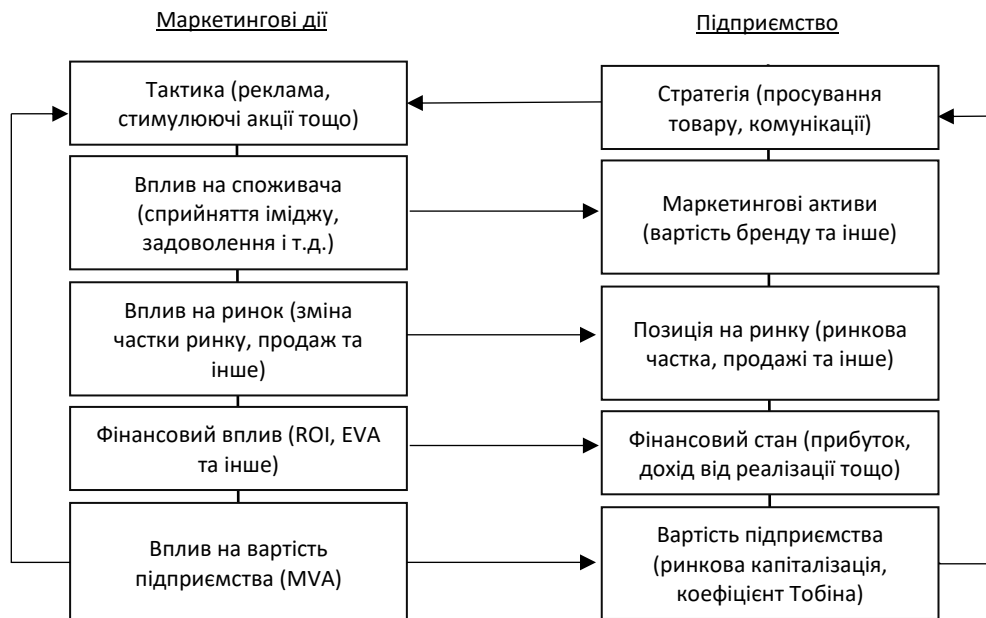 Маркетингові дії
Підприємство
Тактика (реклама,
стимулюючі акції тощо)
Стратегія (просування
товару, комунікації)
Вплив на споживача
(сприйняття іміджу,
задоволення і т.д.)
Маркетингові активи
(вартість бренду та інше)
Вплив на ринок (зміна
частки ринку, продаж та
інше)
Позиція на ринку (ринкова
частка, продажі та інше)
Фінансовий вплив (ROI, EVA
та інше)
Фінансовий стан (прибуток,
дохід від реалізації тощо)
Вплив на вартість
підприємства (MVA)
Вартість підприємства
(ринкова капіталізація,
коефіцієнт Тобіна)